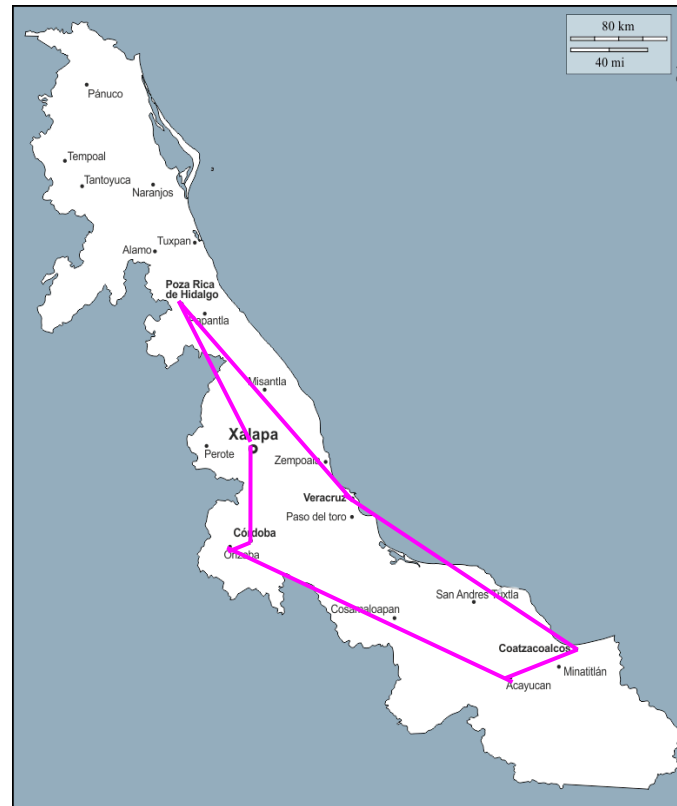 80 km
40 mi
Pánuco
Tempoal
Tantoyuca
Naranjos
Tuxpan
Alamo
Poza Rica
de Hidalgo
Papantla
Misantla
Xalapa
Perote
Zempoala
Veracruz
Paso del toro
Córdoba
Orizaba
San Andres Tuxtla
Cosamaloapan
Coatzacoalcos
Minatitlán
Acayucan